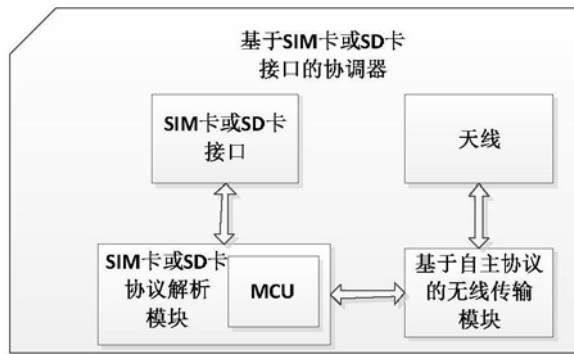 基于SIM卡或SD卡
接口的协调器
SIM卡或SD卡
接口
天线
SIM卡或SD卡
协议解析
模块
MCU
基于自主协议
的无线传输
模块